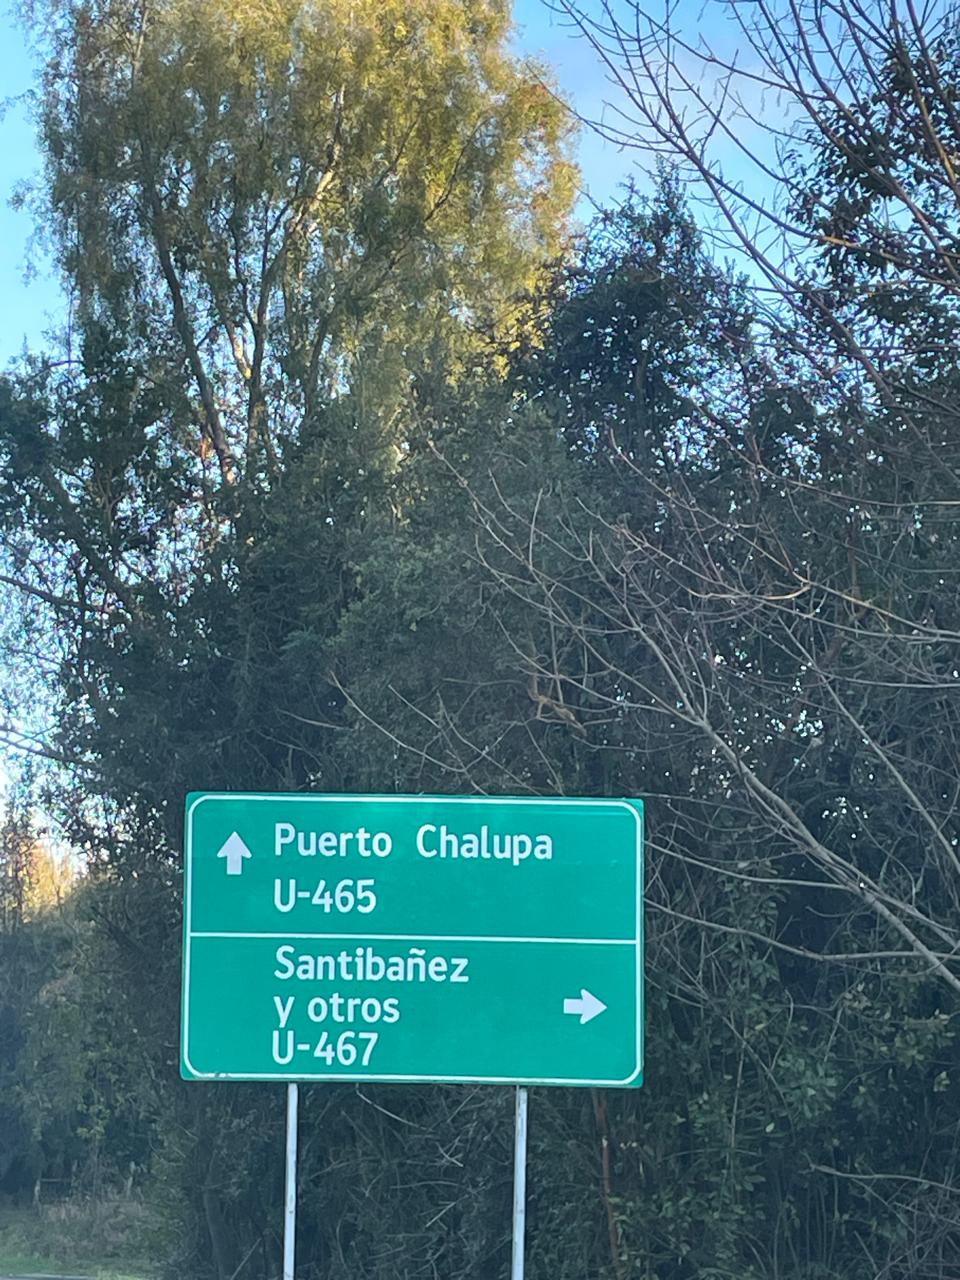 Puerto Chalupa
U-465
Santibañez
y otros
U-467